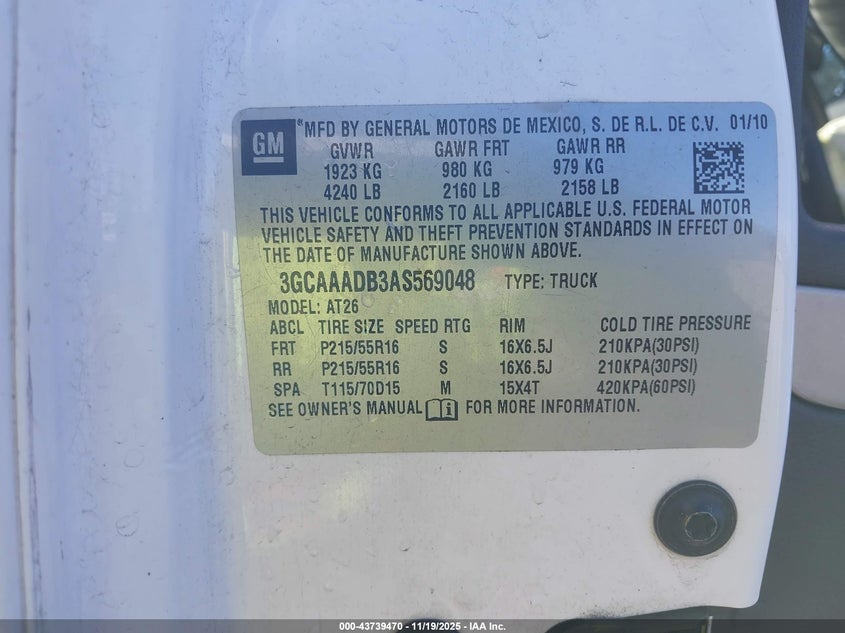 GM
® MFD BY GENERAL MOTORS DE MEXICO, S. DE R.L. DE C.V. 01/10
GVWR GAWR FRT GAWR RR
1923 KG 980 KG 979 KG
4240 LB 2160 LB 2158 LB
THIS VEHICLE CONFORMS TO ALL APPLICABLE U.S. FEDERAL MOTOR
VEHICLE SAFETY AND THEFT PREVENTION STANDARDS IN EFFECT ON
THE DATE OF MANUFACTURE SHOWN ABOVE.
3GCAAADB3AS569048 TYPE: TRUCK
MODEL: AT26
ABCL TIRE SIZE SPEED RTG RIM COLD TIRE PRESSURE
FRT P215/55R16 S 16X6.5J 210KPA(30PSI)
RR P215/55R16 S 16X6.5J 210KPA(30PSI)
SPA T115/70D15 M 15X4T 420KPA(60PSI)
SEE OWNER'S MANUAL FOR MORE INFORMATION.
000-43739470 - 11/19/2025 - IAA Inc.